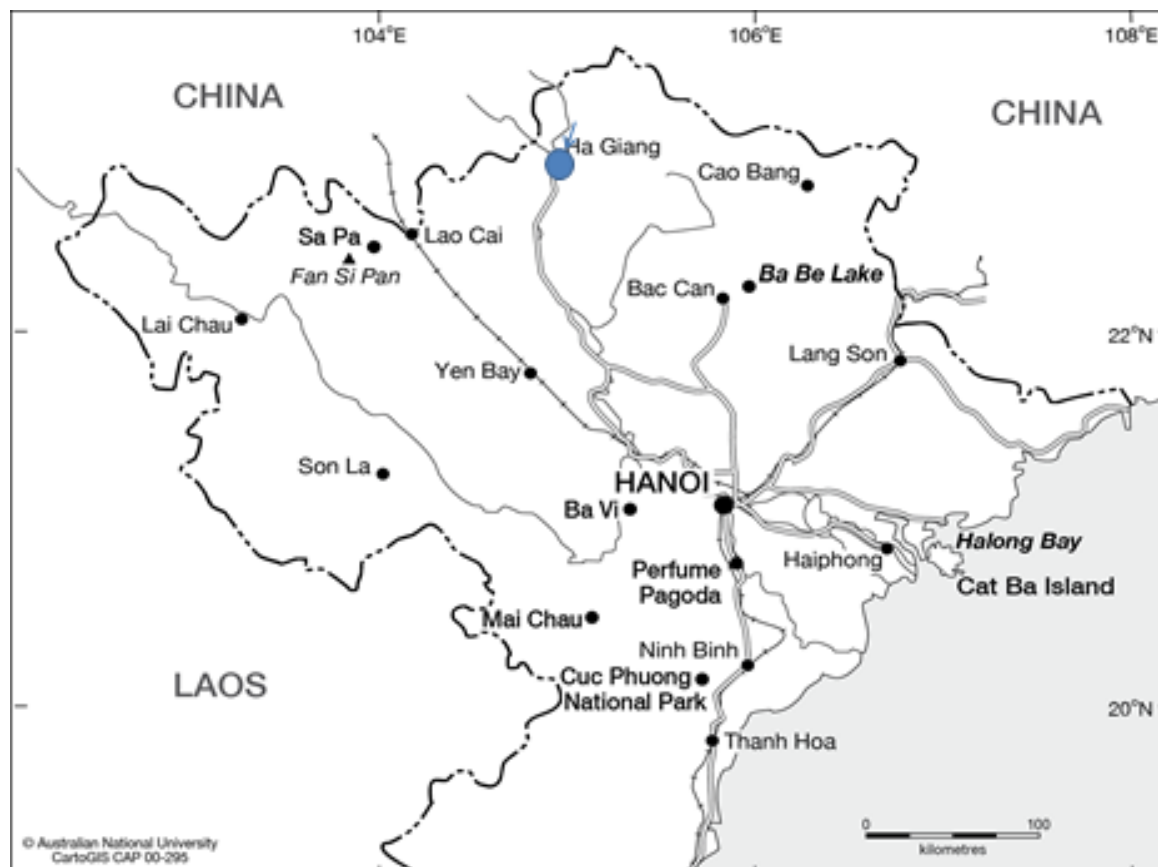 104°E
106°E
108°E
CHINA
CHINA
Ha Giang
Cao Bang
Sa Pa
Lao Cai
Fan Si Pan
Ba Be Lake
Bac Can
Lai Chau
22°N
Lang Son
Yen Bay
Son La
HANOI
Ba Vi
Halong Bay
Haiphong
Perfume
Pagoda
Cat Ba Island
Mai Chau
Ninh Binh
Cuc Phuong
National Park
LAOS
20°N
Thanh Hoa
© Australian National University
CartoGIS CAP 00-295
0
100
kilometres